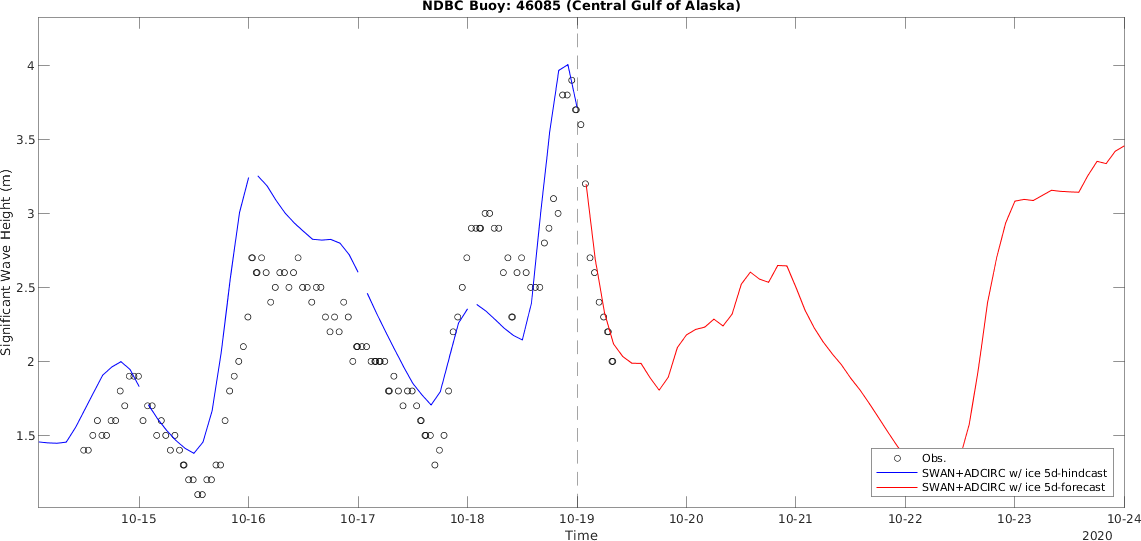 NDBC Buoy: 46085 (Central Gulf of Alaska)
Significant Wave Height (m)
4
3.5
3
2.5
2
1.5
Obs.
SWAN+ADCIRC w/ ice 5d-hindcast
SWAN+ADCIRC w/ ice 5d-forecast
10-15 10-16 10-17 10-18 10-19 10-20 10-21 10-22 10-23 10-24
Time
2020